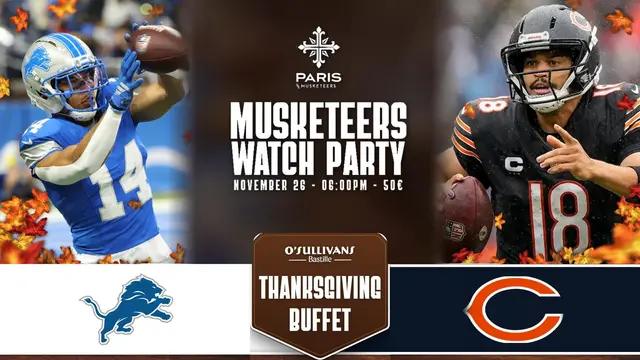 PARIS
MUSKETEERS
MUSKETEERS
WATCH PARTY
NOVEMBER 26 - 06:00PM - 50€
14
18
C
O'SULLIVANS
Bastille
THANKSGIVING
BUFFET